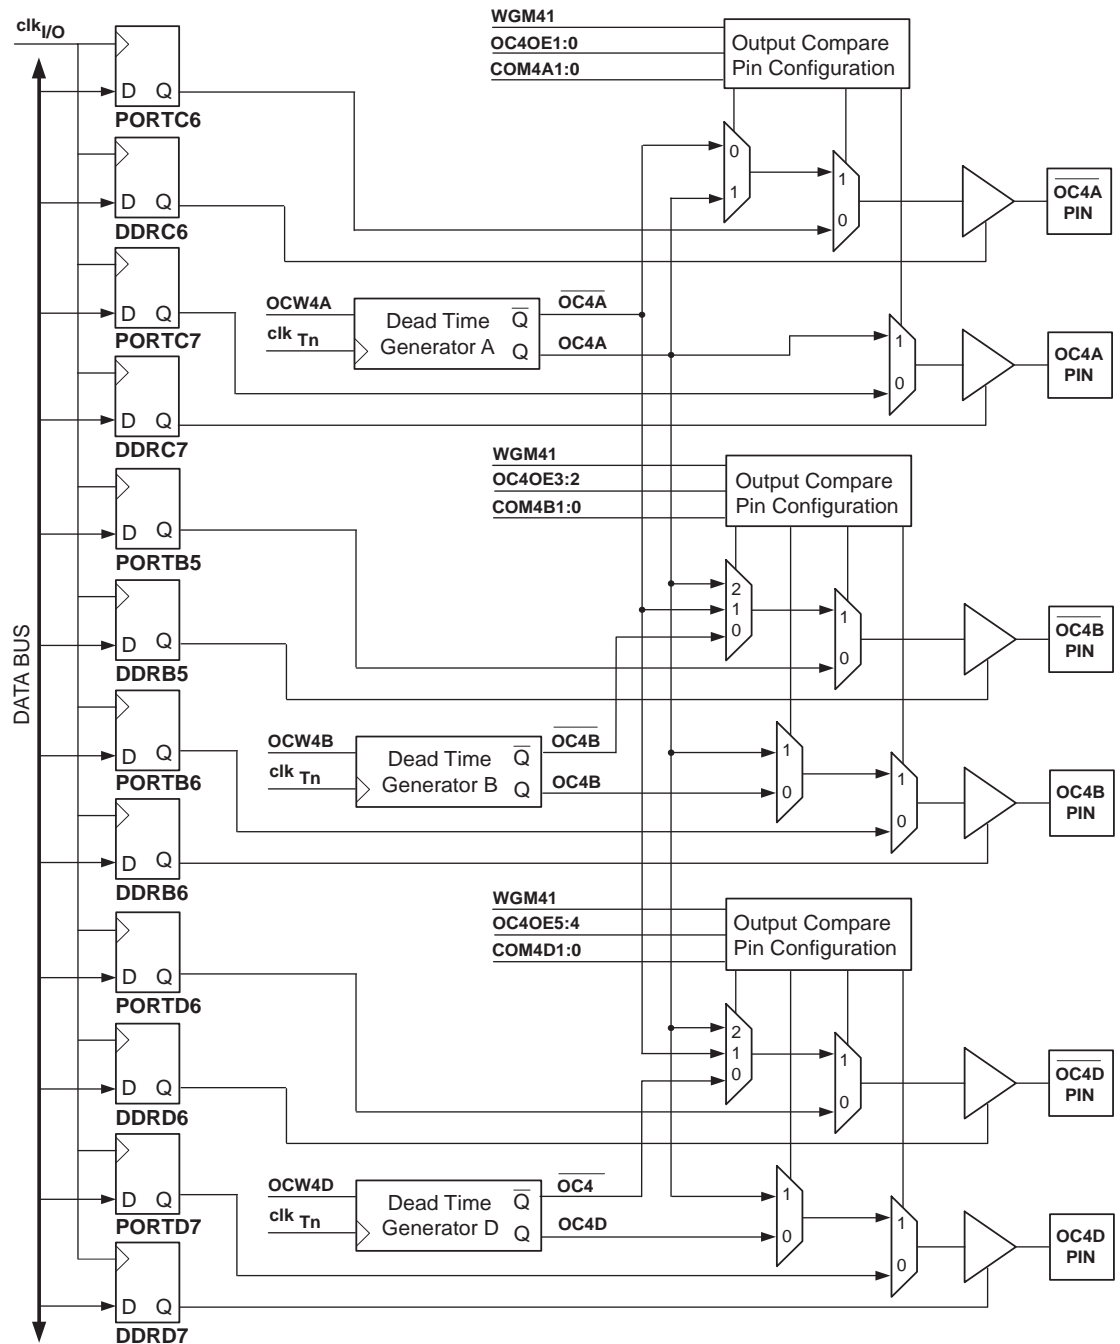 clk I/O
D Q
PORTC6
D Q
DDRC6
D Q
PORTC7
D Q
DDRC7
D Q
PORTB5
D Q
DDRB5
D Q
PORTB6
D Q
DDRB6
D Q
PORTD6
D Q
DDRD6
D Q
PORTD7
D Q
DDRD7
DATA BUS
WGM41
OC4OE1:0
COM4A1:0
Output Compare
Pin Configuration
0
1
1
0
OC4A
PIN
OCW4A
clk Tn
Dead Time
Generator A
Q
Q
OC4A
OC4A
1
0
OC4A
PIN
WGM41
OC4OE3:2
COM4B1:0
Output Compare
Pin Configuration
2
1
0
1
0
OC4B
PIN
OCW4B
clk Tn
Dead Time
Generator B
Q
Q
OC4B
OC4B
1
0
1
0
OC4B
PIN
WGM41
OC4OE5:4
COM4D1:0
Output Compare
Pin Configuration
2
1
0
1
0
OC4D
PIN
OCW4D
clk Tn
Dead Time
Generator D
Q
Q
OC4
OC4D
1
0
1
0
OC4D
PIN